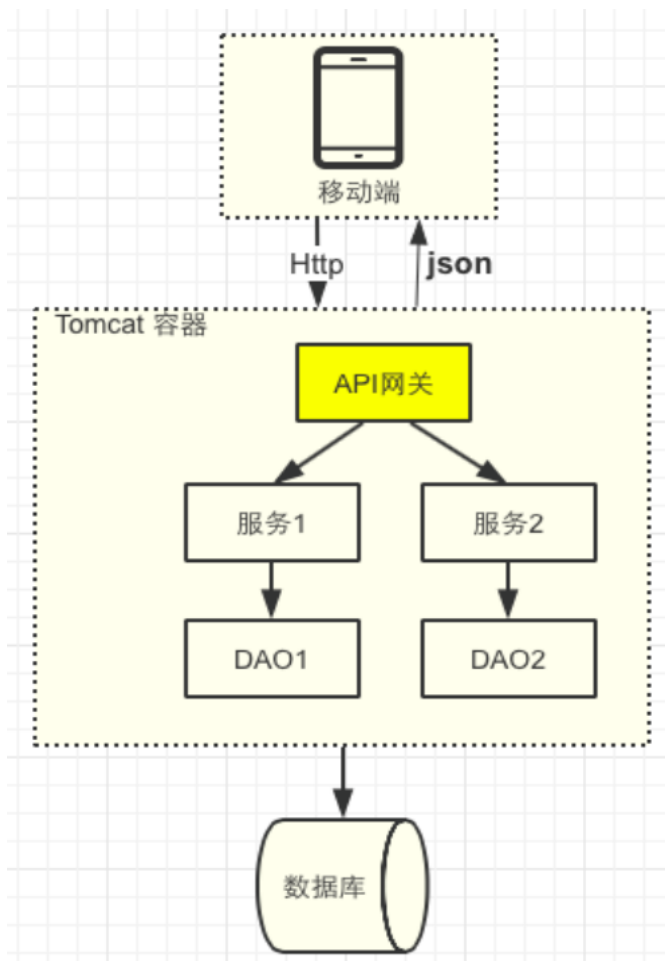 移动端
Http
json
Tomcat 容器
API网关
服务1
服务2
DAO1
DAO2
数据库